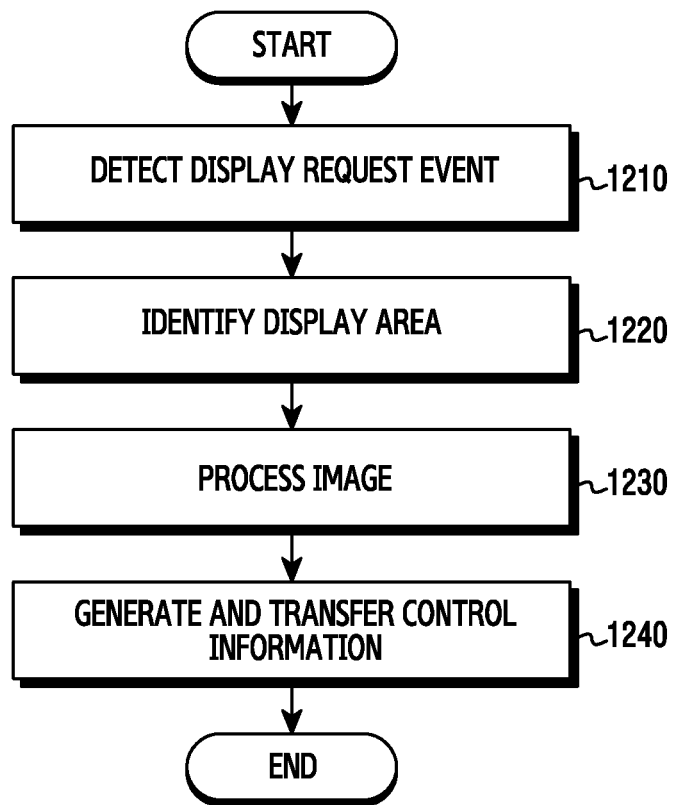 START
DETECT DISPLAY REQUEST EVENT
1210
IDENTIFY DISPLAY AREA
1220
PROCESS IMAGE
1230
GENERATE AND TRANSFER CONTROL
INFORMATION
1240
END